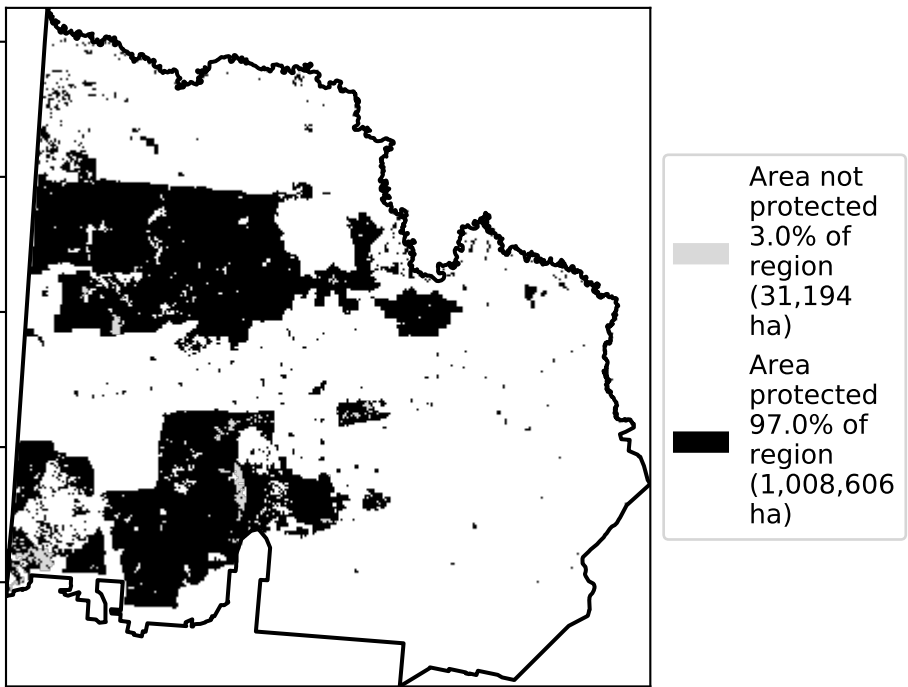 Area not
protected
3.0% of
region
(31,194
ha)
Area
protected
97.0% of
region
(1,008,606
ha)